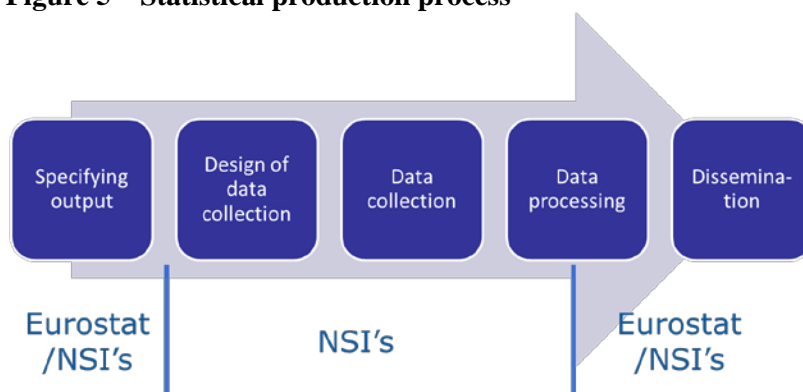 Figure 5 Statistical production process
Specifying
output
Design of
data
collection
Data
collection
Data
processing
Dissemina-
tion
Eurostat
/NSI's
NSI's
Eurostat
/NSI's